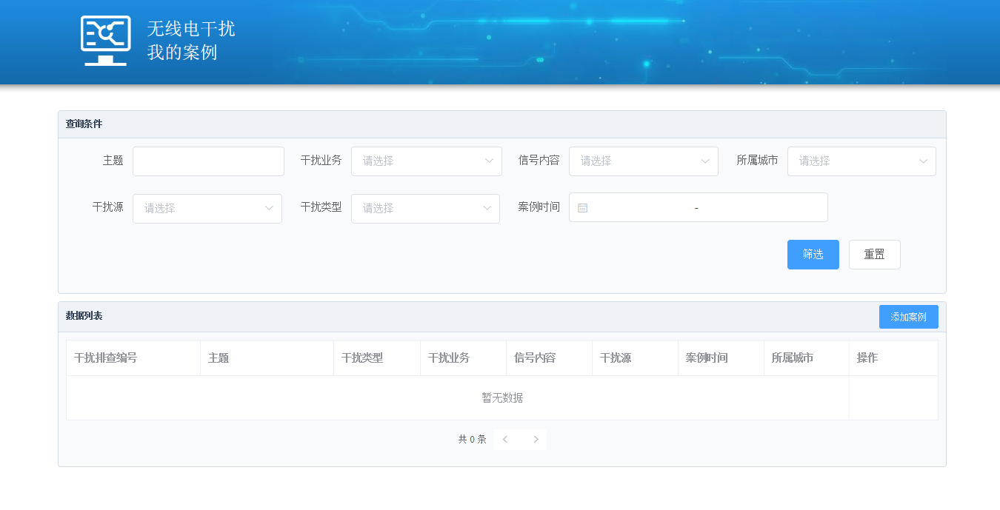 无线电干扰
我的案例
查询条件
主题
干扰业务 请选择
信号内容 请选择
所属城市 请选择
干扰源 请选择
干扰类型 请选择
案例时间 -
筛选 重置
数据列表 添加案例
干扰排查编号 主题 干扰类型 干扰业务 信号内容 干扰源 案例时间 所属城市 操作
暂无数据
共 0 条